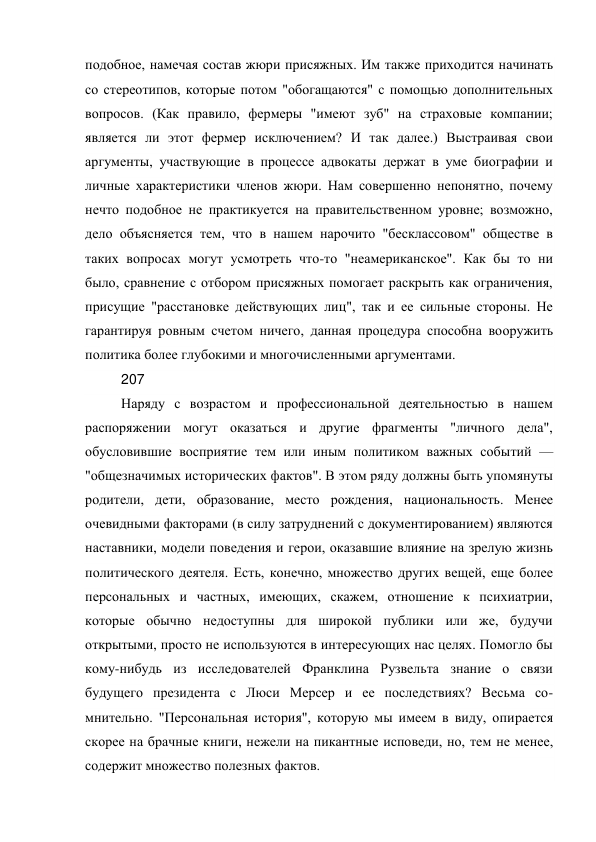 подобное, намечая состав жюри присяжных. Им также приходится начинать
со стереотипов, которые потом "обогащаются" с помощью дополнительных
вопросов. (Как правило, фермеры "имеют зуб" на страховые компании;
является ли этот фермер исключением? И так далее.) Выстраивая свои
аргументы, участвующие в процессе адвокаты держат в уме биографии и
личные характеристики членов жюри. Нам совершенно непонятно, почему
нечто подобное не практикуется на правительственном уровне; возможно,
дело объясняется тем, что в нашем нарочито "бесклассовом" обществе в
таких вопросах могут усмотреть что-то "неамериканское". Как бы то ни
было, сравнение с отбором присяжных помогает раскрыть как ограничения,
присущие "расстановке действующих лиц", так и ее сильные стороны. Не
гарантируя ровным счетом ничего, данная процедура способна вооружить
политика более глубокими и многочисленными аргументами.
207
Наряду с возрастом и профессиональной деятельностью в нашем
распоряжении могут оказаться и другие фрагменты "личного дела",
обусловившие восприятие тем или иным политиком важных событий —
"общезначимых исторических фактов". В этом ряду должны быть упомянуты
родители, дети, образование, место рождения, национальность. Менее
очевидными факторами (в силу затруднений с документированием) являются
наставники, модели поведения и герои, оказавшие влияние на зрелую жизнь
политического деятеля. Есть, конечно, множество других вещей, еще более
персональных и частных, имеющих, скажем, отношение к психиатрии,
которые обычно недоступны для широкой публики или же, будучи
открытыми, просто не используются в интересующих нас целях. Помогло бы
кому-нибудь из исследователей Франклина Рузвельта знание о связи
будущего президента с Люси Мерсер и ее последствиях? Весьма со-
мнительно. "Персональная история", которую мы имеем в виду, опирается
скорее на брачные книги, нежели на пикантные исповеди, но, тем не менее,
содержит множество полезных фактов.